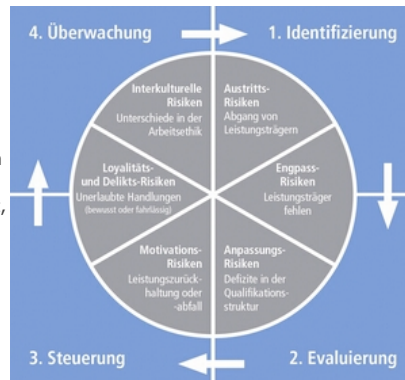 4. Überwachung
1. Identifizierung
Interkulturelle
Risiken
Unterschiede in der
Arbeitsethik
Austritts-
Risiken
Abgang von
Leistungsträgern
Loyalitäts-
und Delikts-Risiken
Unerlaubte Handlungen
(bewusst oder fahrlässig)
Engpass-
Risiken
Leistungsträger
fehlen
Motivations-
Risiken
Leistungszurück-
haltung oder
-abfall
Anpassungs-
Risiken
Defizite in der
Qualifikations-
struktur
3. Steuerung
2. Evaluierung